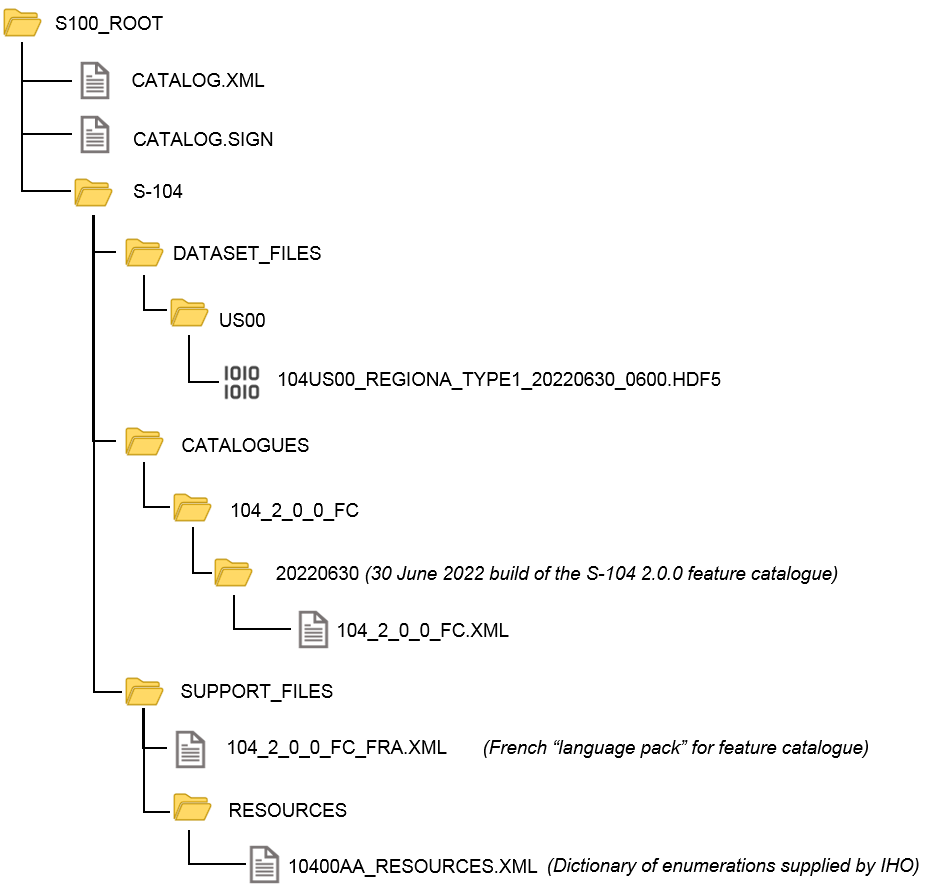 S100_ROOT
CATALOG.XML
CATALOG.SIGN
S-104
DATASET_FILES
US00
IOIO
IOIO
104US00_REGIONA_TYPE1_20220630_0600.HDF5
CATALOGUES
104_2_0_0_FC
20220630 (30 June 2022 build of the S-104 2.0.0 feature catalogue)
104_2_0_0_FC.XML
SUPPORT_FILES
104_2_0_0_FC_FRA.XML (French “language pack” for feature catalogue)
RESOURCES
10400AA_RESOURCES.XML (Dictionary of enumerations supplied by IHO)